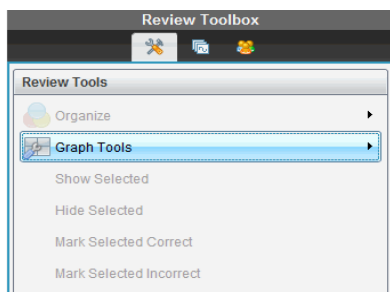 Review Toolbox
Review Tools
Organize
Graph Tools
Show Selected
Hide Selected
Mark Selected Correct
Mark Selected Incorrect